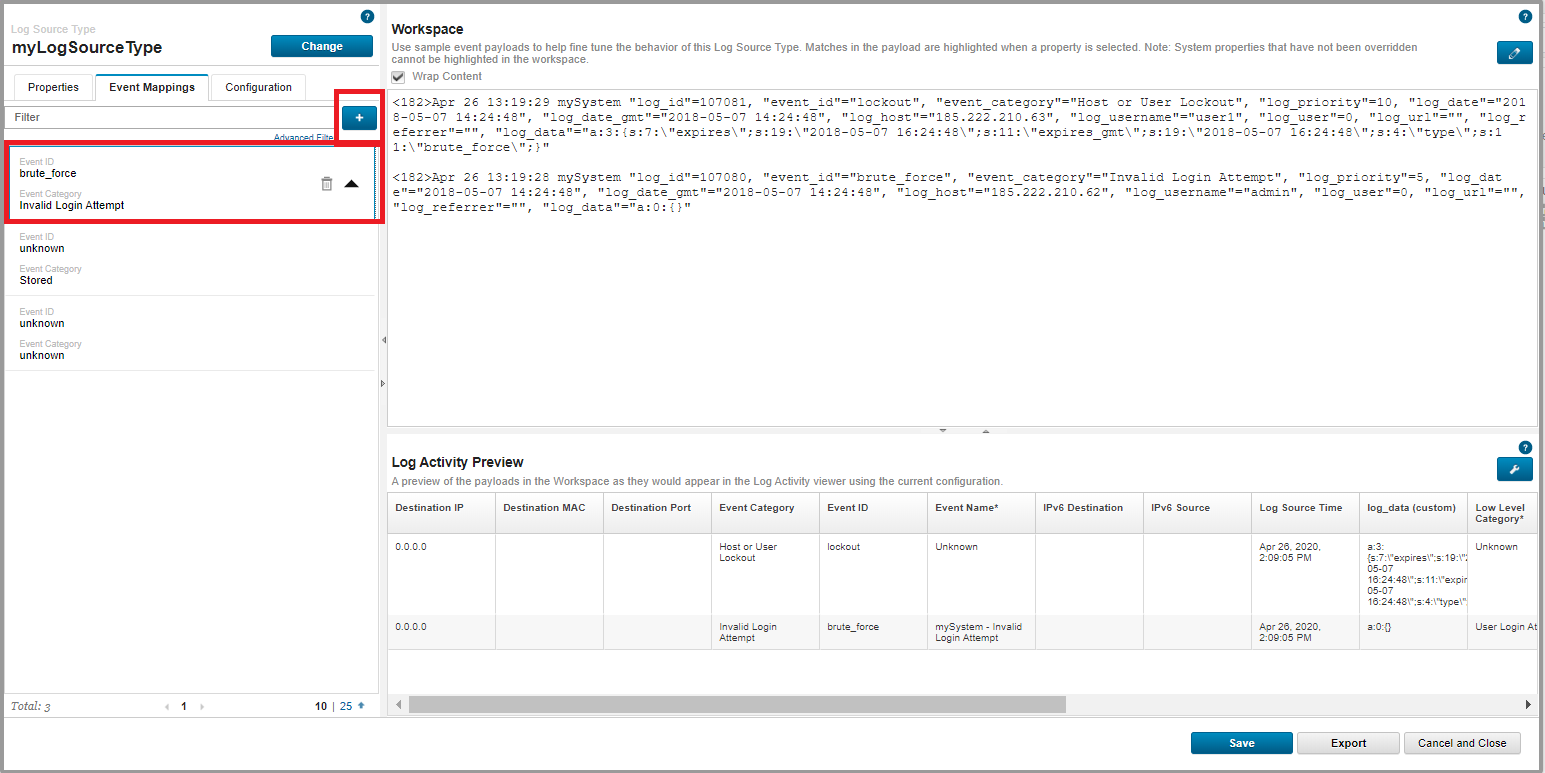 ?
Log Source Type
myLogSourceType
Change
Properties
Event Mappings
Configuration
Filter
+
Advanced Filte
Event ID
brute_force
Event Category
Invalid Login Attempt
Event ID
unknown
Event Category
Stored
Event ID
unknown
Event Category
unknown
Total: 3
1
10 | 25
?
Workspace
Use sample event payloads to help fine tune the behavior of this Log Source Type. Matches in the payload are highlighted when a property is selected. Note: System properties that have not been overridden
cannot be highlighted in the workspace.
Wrap Content
<182>Apr 26 13:19:29 mySystem "log_id"=107081, "event_id"="lockout", "event_category"="Host or User Lockout", "log_priority"=10, "log_date"="201
8-05-07 14:24:48", "log_date_gmt"="2018-05-07 14:24:48", "log_host"="185.222.210.63", "log_username"="user1", "log_user"=0, "log_url"="", "log_r
eferrer"="", "log_data"="a:3:{s:7:\"expires\";s:19:\"2018-05-07 16:24:48\";s:11:\"expires_gmt\";s:19:\"2018-05-07 16:24:48\";s:4:\"type\";s:1
1:\"brute_force\";}"
<182>Apr 26 13:19:28 mySystem "log_id"=107080, "event_id"="brute_force", "event_category"="Invalid Login Attempt", "log_priority"=5, "log_dat
e"="2018-05-07 14:24:48", "log_date_gmt"="2018-05-07 14:24:48", "log_host"="185.222.210.62", "log_username"="admin", "log_user"=0, "log_url"="",
"log_referrer"="", "log_data"="a:0:{}"
?
Log Activity Preview
A preview of the payloads in the Workspace as they would appear in the Log Activity viewer using the current configuration.
Destination IP
Destination MAC
Destination Port
Event Category
Event ID
Event Name*
IPv6 Destination
IPv6 Source
Log Source Time
log_data (custom)
Low Level
Category*
0.0.0.0
Host or User
Lockout
lockout
Unknown
Apr 26, 2020,
2:09:05 PM
a:3:
{s:7:\"expires\";s:19:\"2
05-07
16:24:48\";s:11:\"expir
05-07
16:24:48\";s:4:\"type\"
Unknown
0.0.0.0
Invalid Login
Attempt
brute_force
mySystem - Invalid
Login Attempt
Apr 26, 2020,
2:09:05 PM
a:0:{}
User Login At
Save
Export
Cancel and Close